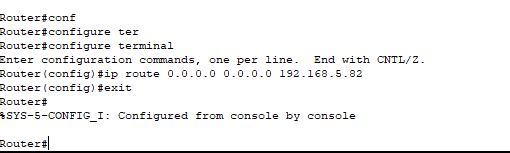 Router#conf
Router#configure ter
Router#configure terminal
Enter configuration commands, one per line.  End with CNTL/Z.
Router(config)#ip route 0.0.0.0 0.0.0.0 192.168.5.82
Router(config)#exit
Router#
%SYS-5-CONFIG_I: Configured from console by console
Router#